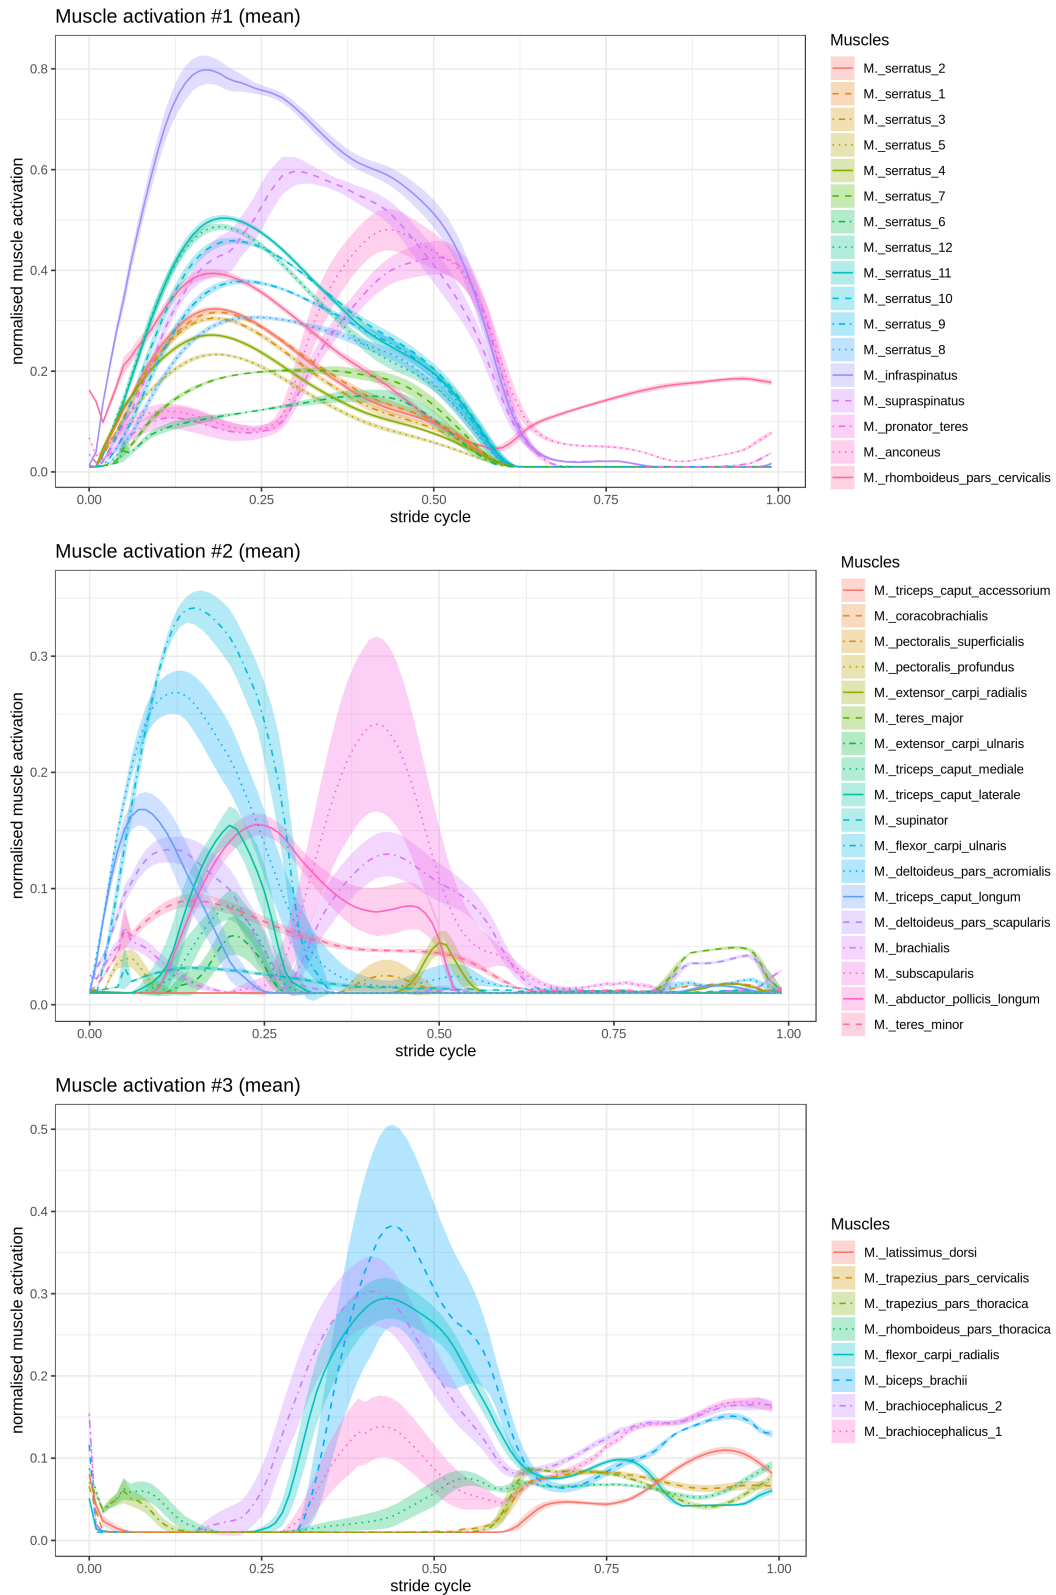 Muscle activation #1 (mean)
Muscles
M._serratus_2
M._serratus_1
M._serratus_3
M._serratus_5
M._serratus_4
M._serratus_7
M._serratus_6
M._serratus_12
M._serratus_11
M._serratus_10
M._serratus_9
M._serratus_8
M._infraspinatus
M._supraspinatus
M._pronator_teres
M._anconeus
M._rhomboideus_pars_cervicalis
normalised muscle activation
0.8
0.6
0.4
0.2
0.0
0.00 0.25 0.50 0.75 1.00
stride cycle
Muscle activation #2 (mean)
Muscles
M._triceps_caput_accessorium
M._coracobrachialis
M._pectoralis_superficialis
M._pectoralis_profundus
M._extensor_carpi_radialis
M._teres_major
M._extensor_carpi_ulnaris
M._triceps_caput_mediale
M._triceps_caput_laterale
M._supinator
M._flexor_carpi_ulnaris
M._deltoideus_pars_acromialis
M._triceps_caput_longum
M._deltoideus_pars_scapularis
M._brachialis
M._subscapularis
M._abductor_pollicis_longum
M._teres_minor
normalised muscle activation
0.3
0.2
0.1
0.0
0.00 0.25 0.50 0.75 1.00
stride cycle
Muscle activation #3 (mean)
Muscles
M._latissimus_dorsi
M._trapezius_pars_cervicalis
M._trapezius_pars_thoracica
M._rhomboideus_pars_thoracica
M._flexor_carpi_radialis
M._biceps_brachii
M._brachiocephalicus_2
M._brachiocephalicus_1
normalised muscle activation
0.5
0.4
0.3
0.2
0.1
0.0
0.00 0.25 0.50 0.75 1.00
stride cycle